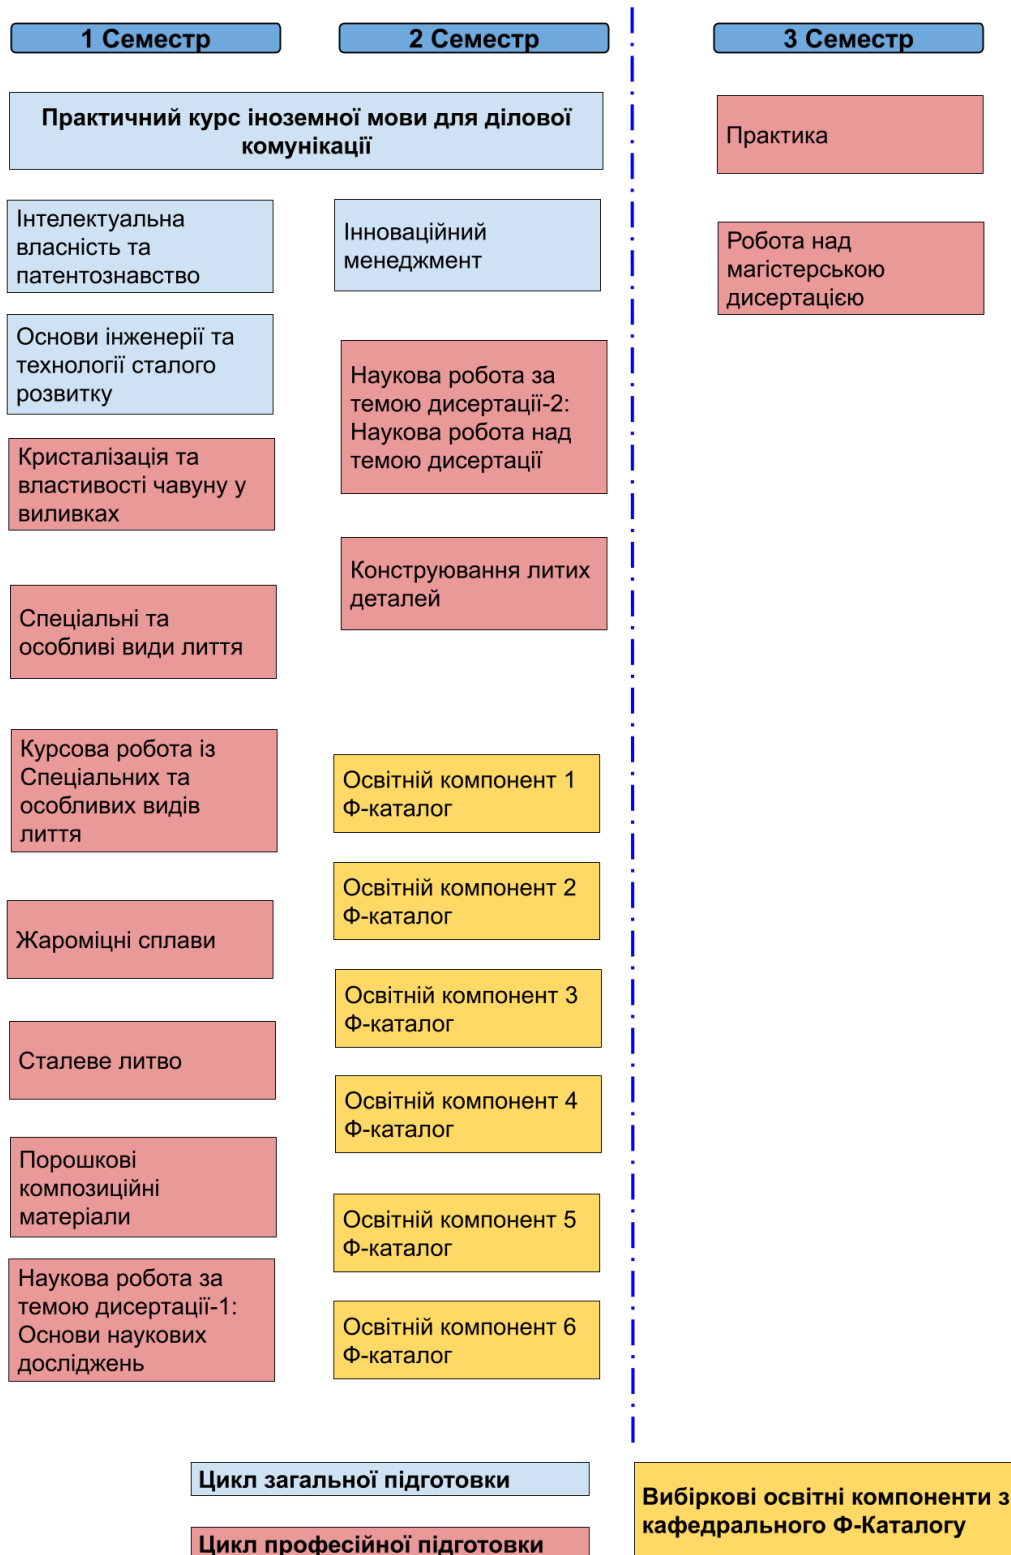 1 Семестр
2 Семестр
3 Семестр
Практичний курс іноземної мови для ділової
комунікації
Практика
Інтелектуальна
власність та
патентознавство
Інноваційний
менеджмент
Робота над
магістерською
дисертацією
Основи інженерії та
технології сталого
розвитку
Наукова робота за
темою дисертації-2:
Наукова робота над
темою дисертації
Кристалізація та
властивості чавуну у
виливках
Конструювання литих
деталей
Спеціальні та
особливі види лиття
Курсова робота із
Спеціальних та
особливих видів
лиття
Освітній компонент 1
Ф-каталог
Освітній компонент 2
Ф-каталог
Жароміцні сплави
Освітній компонент 3
Ф-каталог
Сталеве литво
Освітній компонент 4
Ф-каталог
Порошкові
композиційні
матеріали
Освітній компонент 5
Ф-каталог
Наукова робота за
темою дисертації-1:
Основи наукових
досліджень
Освітній компонент 6
Ф-каталог
Цикл загальної підготовки
Вибіркові освітні компоненти з
кафедрального Ф-Каталогу
Цикл професійної підготовки